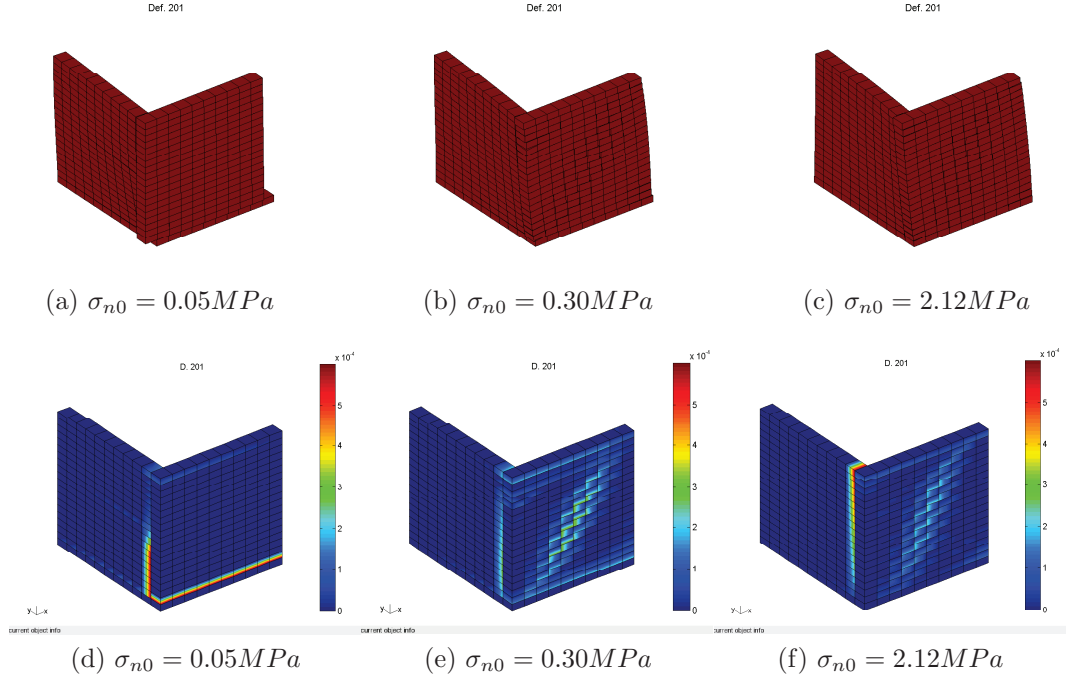 Def. 201
Def. 201
Def. 201
(a) σn0 = 0.05MPa
(b) σn0 = 0.30MPa
(c) σn0 = 2.12MPa
x 10⁻⁴
D. 201
5
4
3
2
1
0
y x
current object info
x 10⁻⁴
D. 201
5
4
3
2
1
0
y x
current object info
x 10⁻⁴
D. 201
5
4
3
2
1
0
y x
current object info
(d) σn0 = 0.05MPa
(e) σn0 = 0.30MPa
(f) σn0 = 2.12MPa